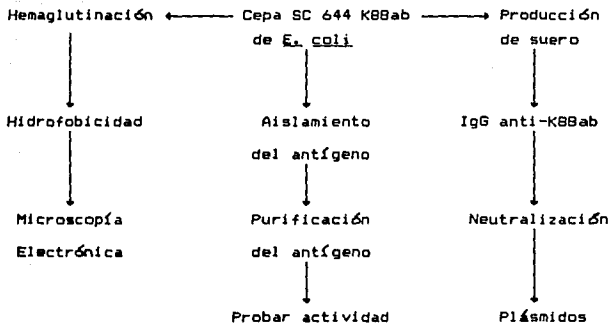 Hemaglutinación ← Cepa SC 644 K88ab → Producción
de E. coli de suero
Hidrofobicidad Aislamiento IgG anti-K88ab
del antígeno
Microscopía Purificación Neutralización
Electrónica del antígeno
Probar actividad Plásmidos